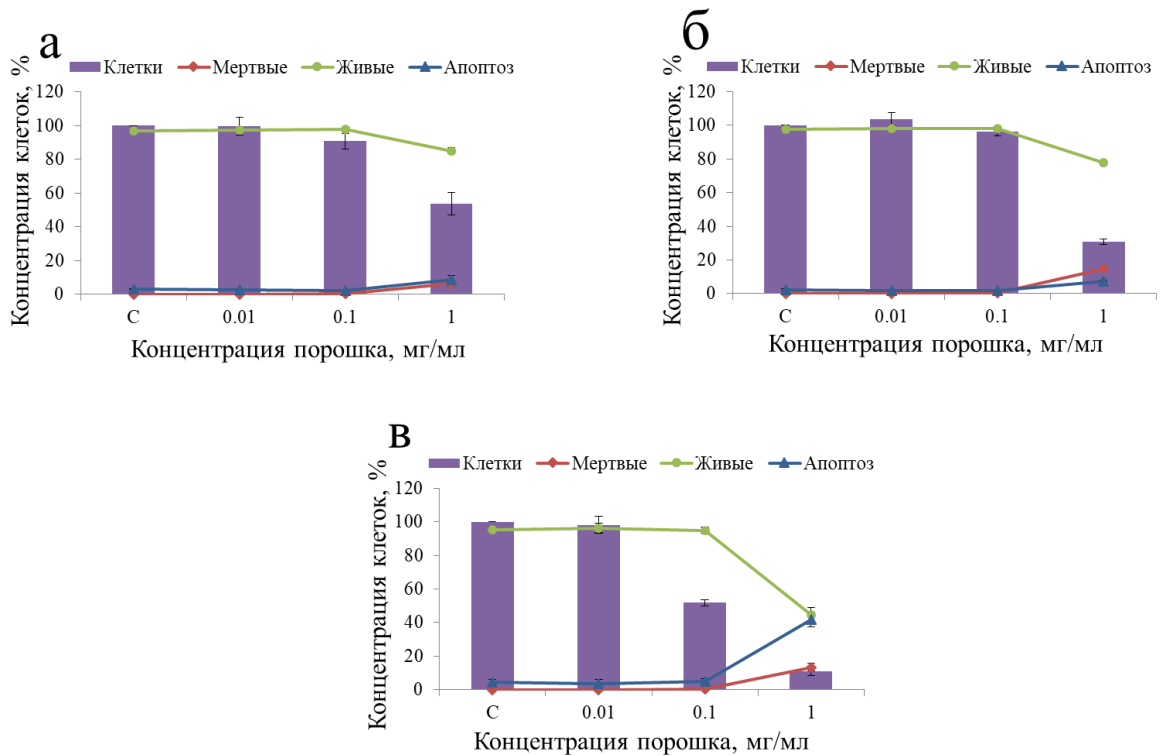 а
Клетки Мертвые Живые Апоптоз
Концентрация клеток, %
120
100
80
60
40
20
0
С 0.01 0.1 1
Концентрация порошка, мг/мл
б
Клетки Мертвые Живые Апоптоз
Концентрация клеток, %
120
100
80
60
40
20
0
С 0.01 0.1 1
Концентрация порошка, мг/мл
в
Клетки Мертвые Живые Апоптоз
Концентрация клеток, %
120
100
80
60
40
20
0
С 0.01 0.1 1
Концентрация порошка, мг/мл